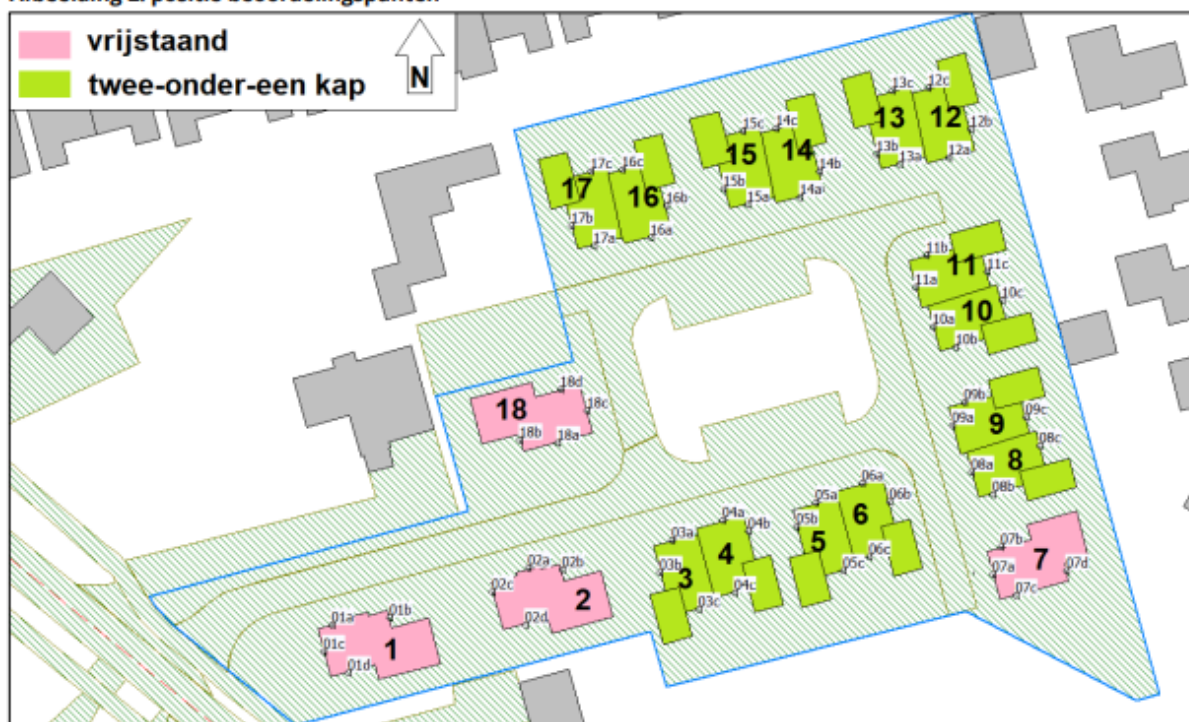 vrijstaand
twee-onder-een kap
N
13c 12c
13 12
12b
13b 13a 12a
15c 14c
15 14
14b
15b 15a 14a
17c 16c
17 16
16b
17b 17a 16a
11b
11 11c
11a
10c
10a 10
10b
18d
18 18c
18b 18a
09b
09a 09c
9
08c
08a 8
08b
06a
05a 06b
05b 6
5
06c
05c
04a
03a 04b
4
03b 3
04c
03c
07b
7
07a 07d
07c
02a 02b
02c
2
02d
01a 01b
01c 1
01d